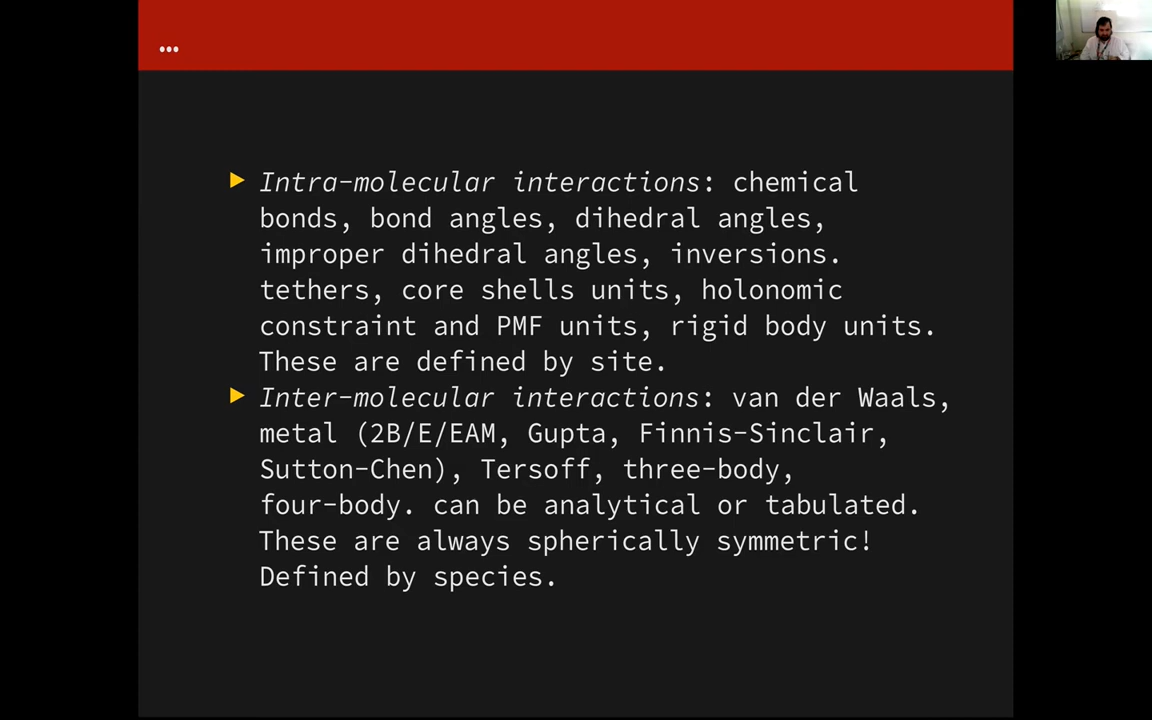 ...
Intra-molecular interactions: chemical
bonds, bond angles, dihedral angles,
improper dihedral angles, inversions.
tethers, core shells units, holonomic
constraint and PMF units, rigid body units.
These are defined by site.
Inter-molecular interactions: van der Waals,
metal (2B/E/EAM, Gupta, Finnis-Sinclair,
Sutton-Chen), Tersoff, three-body,
four-body. can be analytical or tabulated.
These are always spherically symmetric!
Defined by species.